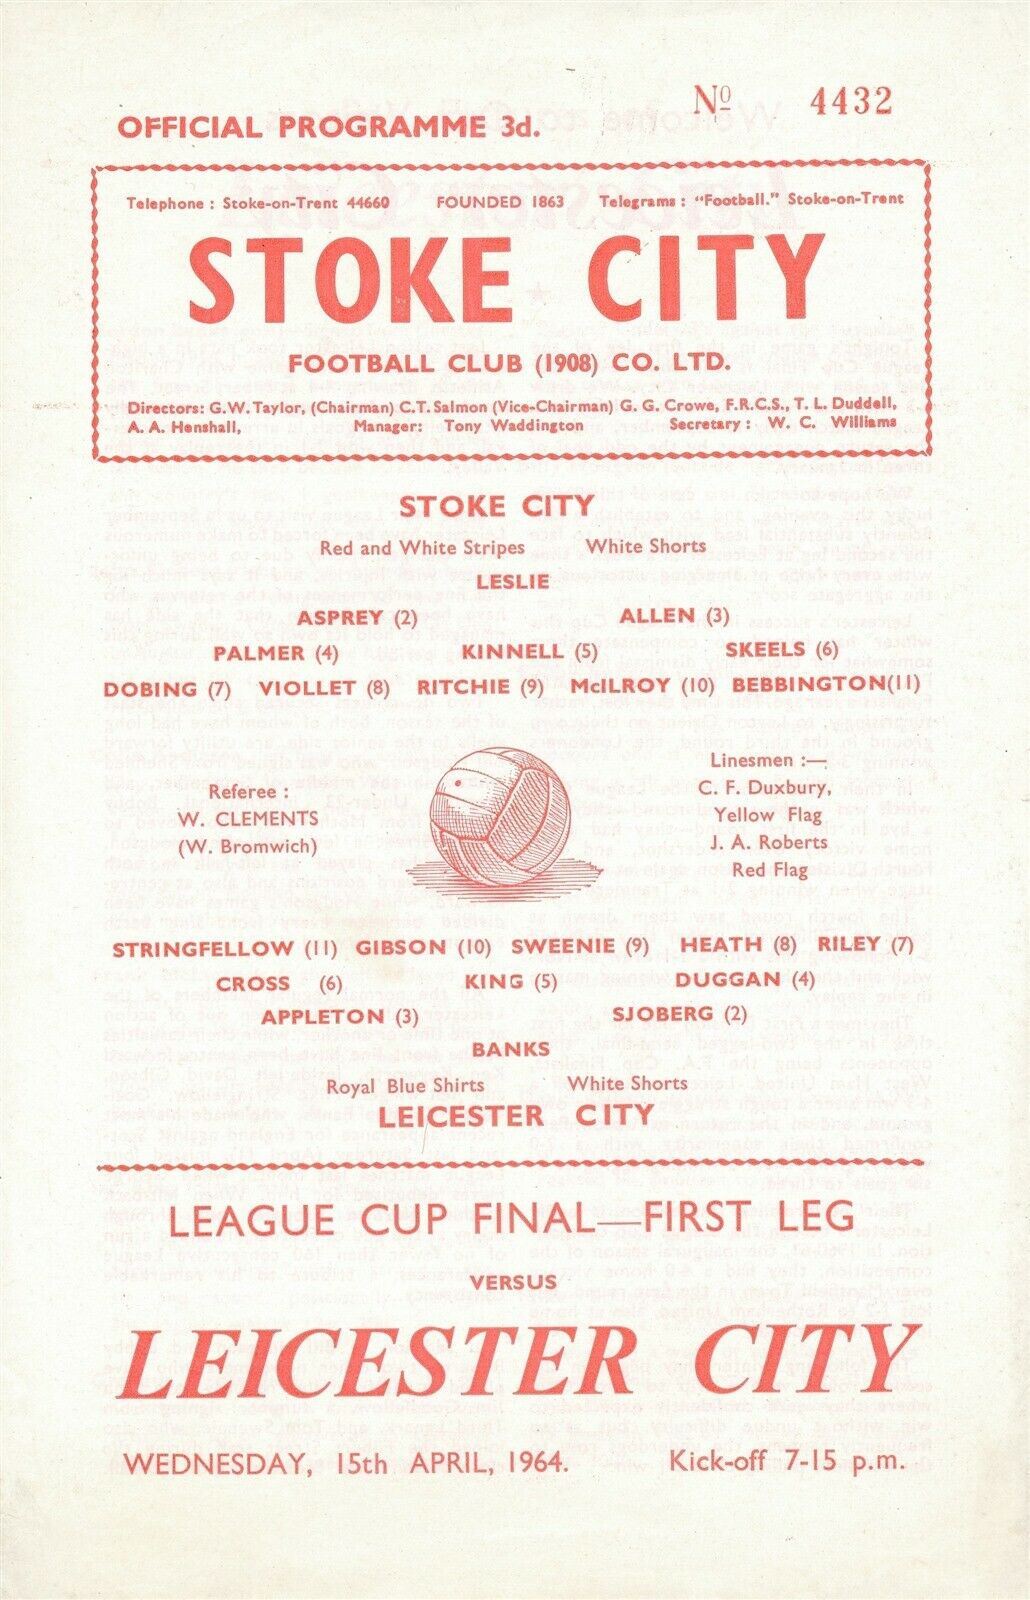 Nº 4432
OFFICIAL PROGRAMME 3d.
Telephone : Stoke-on-Trent 44660 FOUNDED 1863 Telegrams : "Football." Stoke-on-Trent
STOKE CITY
FOOTBALL CLUB (1908) CO. LTD.
Directors: G.W. Taylor, (Chairman) C.T. Salmon (Vice-Chairman) G. G. Crowe, F.R.C.S., T. L. Duddell,
A. A. Henshall, Manager: Tony Waddington Secretary : W. C. Williams
STOKE CITY
Red and White Stripes White Shorts
LESLIE
ASPREY (2) ALLEN (3)
PALMER (4) KINNELL (5) SKEELS (6)
DOBING (7) VIOLLET (8) RITCHIE (9) McILROY (10) BEBBINGTON(11)
Referee :
W. CLEMENTS
(W. Bromwich)
Linesmen :—
C. F. Duxbury,
Yellow Flag
J. A. Roberts
Red Flag
STRINGFELLOW (11) GIBSON (10) SWEENIE (9) HEATH (8) RILEY (7)
CROSS (6) KING (5) DUGGAN (4)
APPLETON (3) SJOBERG (2)
BANKS
Royal Blue Shirts White Shorts
LEICESTER CITY
LEAGUE CUP FINAL—FIRST LEG
VERSUS
LEICESTER CITY
WEDNESDAY, 15th APRIL, 1964. Kick-off 7-15 p.m.